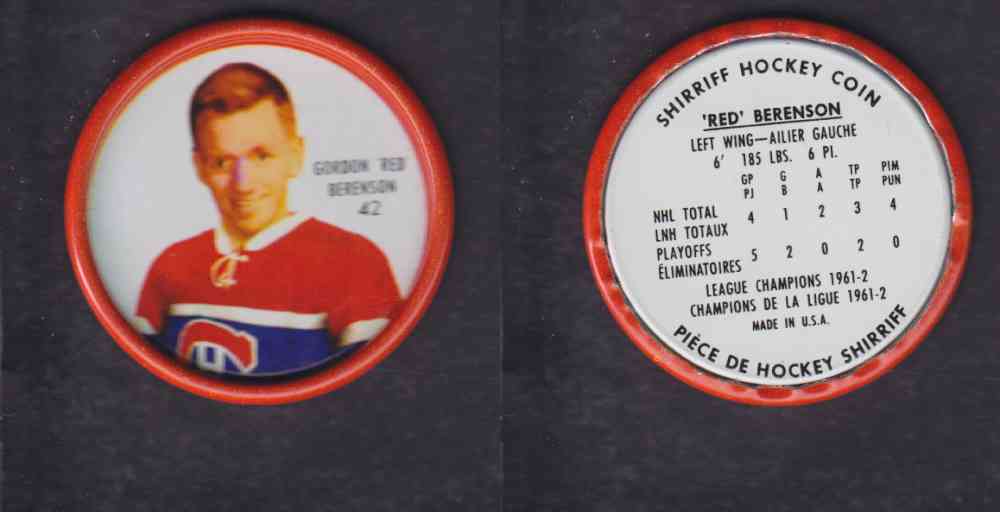 GORDON RED
BERENSON
42
SHIRRIFF HOCKEY COIN
'RED' BERENSON
LEFT WING—AILIER GAUCHE
6' 185 LBS. 6 PI.
GP G A TP PIM
PJ B A TP PUN
NHL TOTAL 4 1 2 3 4
LNH TOTAUX
PLAYOFFS 5 2 0 2 0
ÉLIMINATOIRES
LEAGUE CHAMPIONS 1961-2
CHAMPIONS DE LA LIGUE 1961-2
MADE IN U.S.A.
PIÈCE DE HOCKEY SHIRRIFF